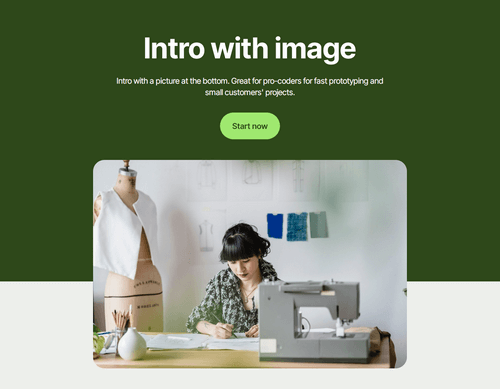 Intro with image
Intro with a picture at the bottom. Great for pro-coders for fast prototyping and
small customers' projects.
Start now